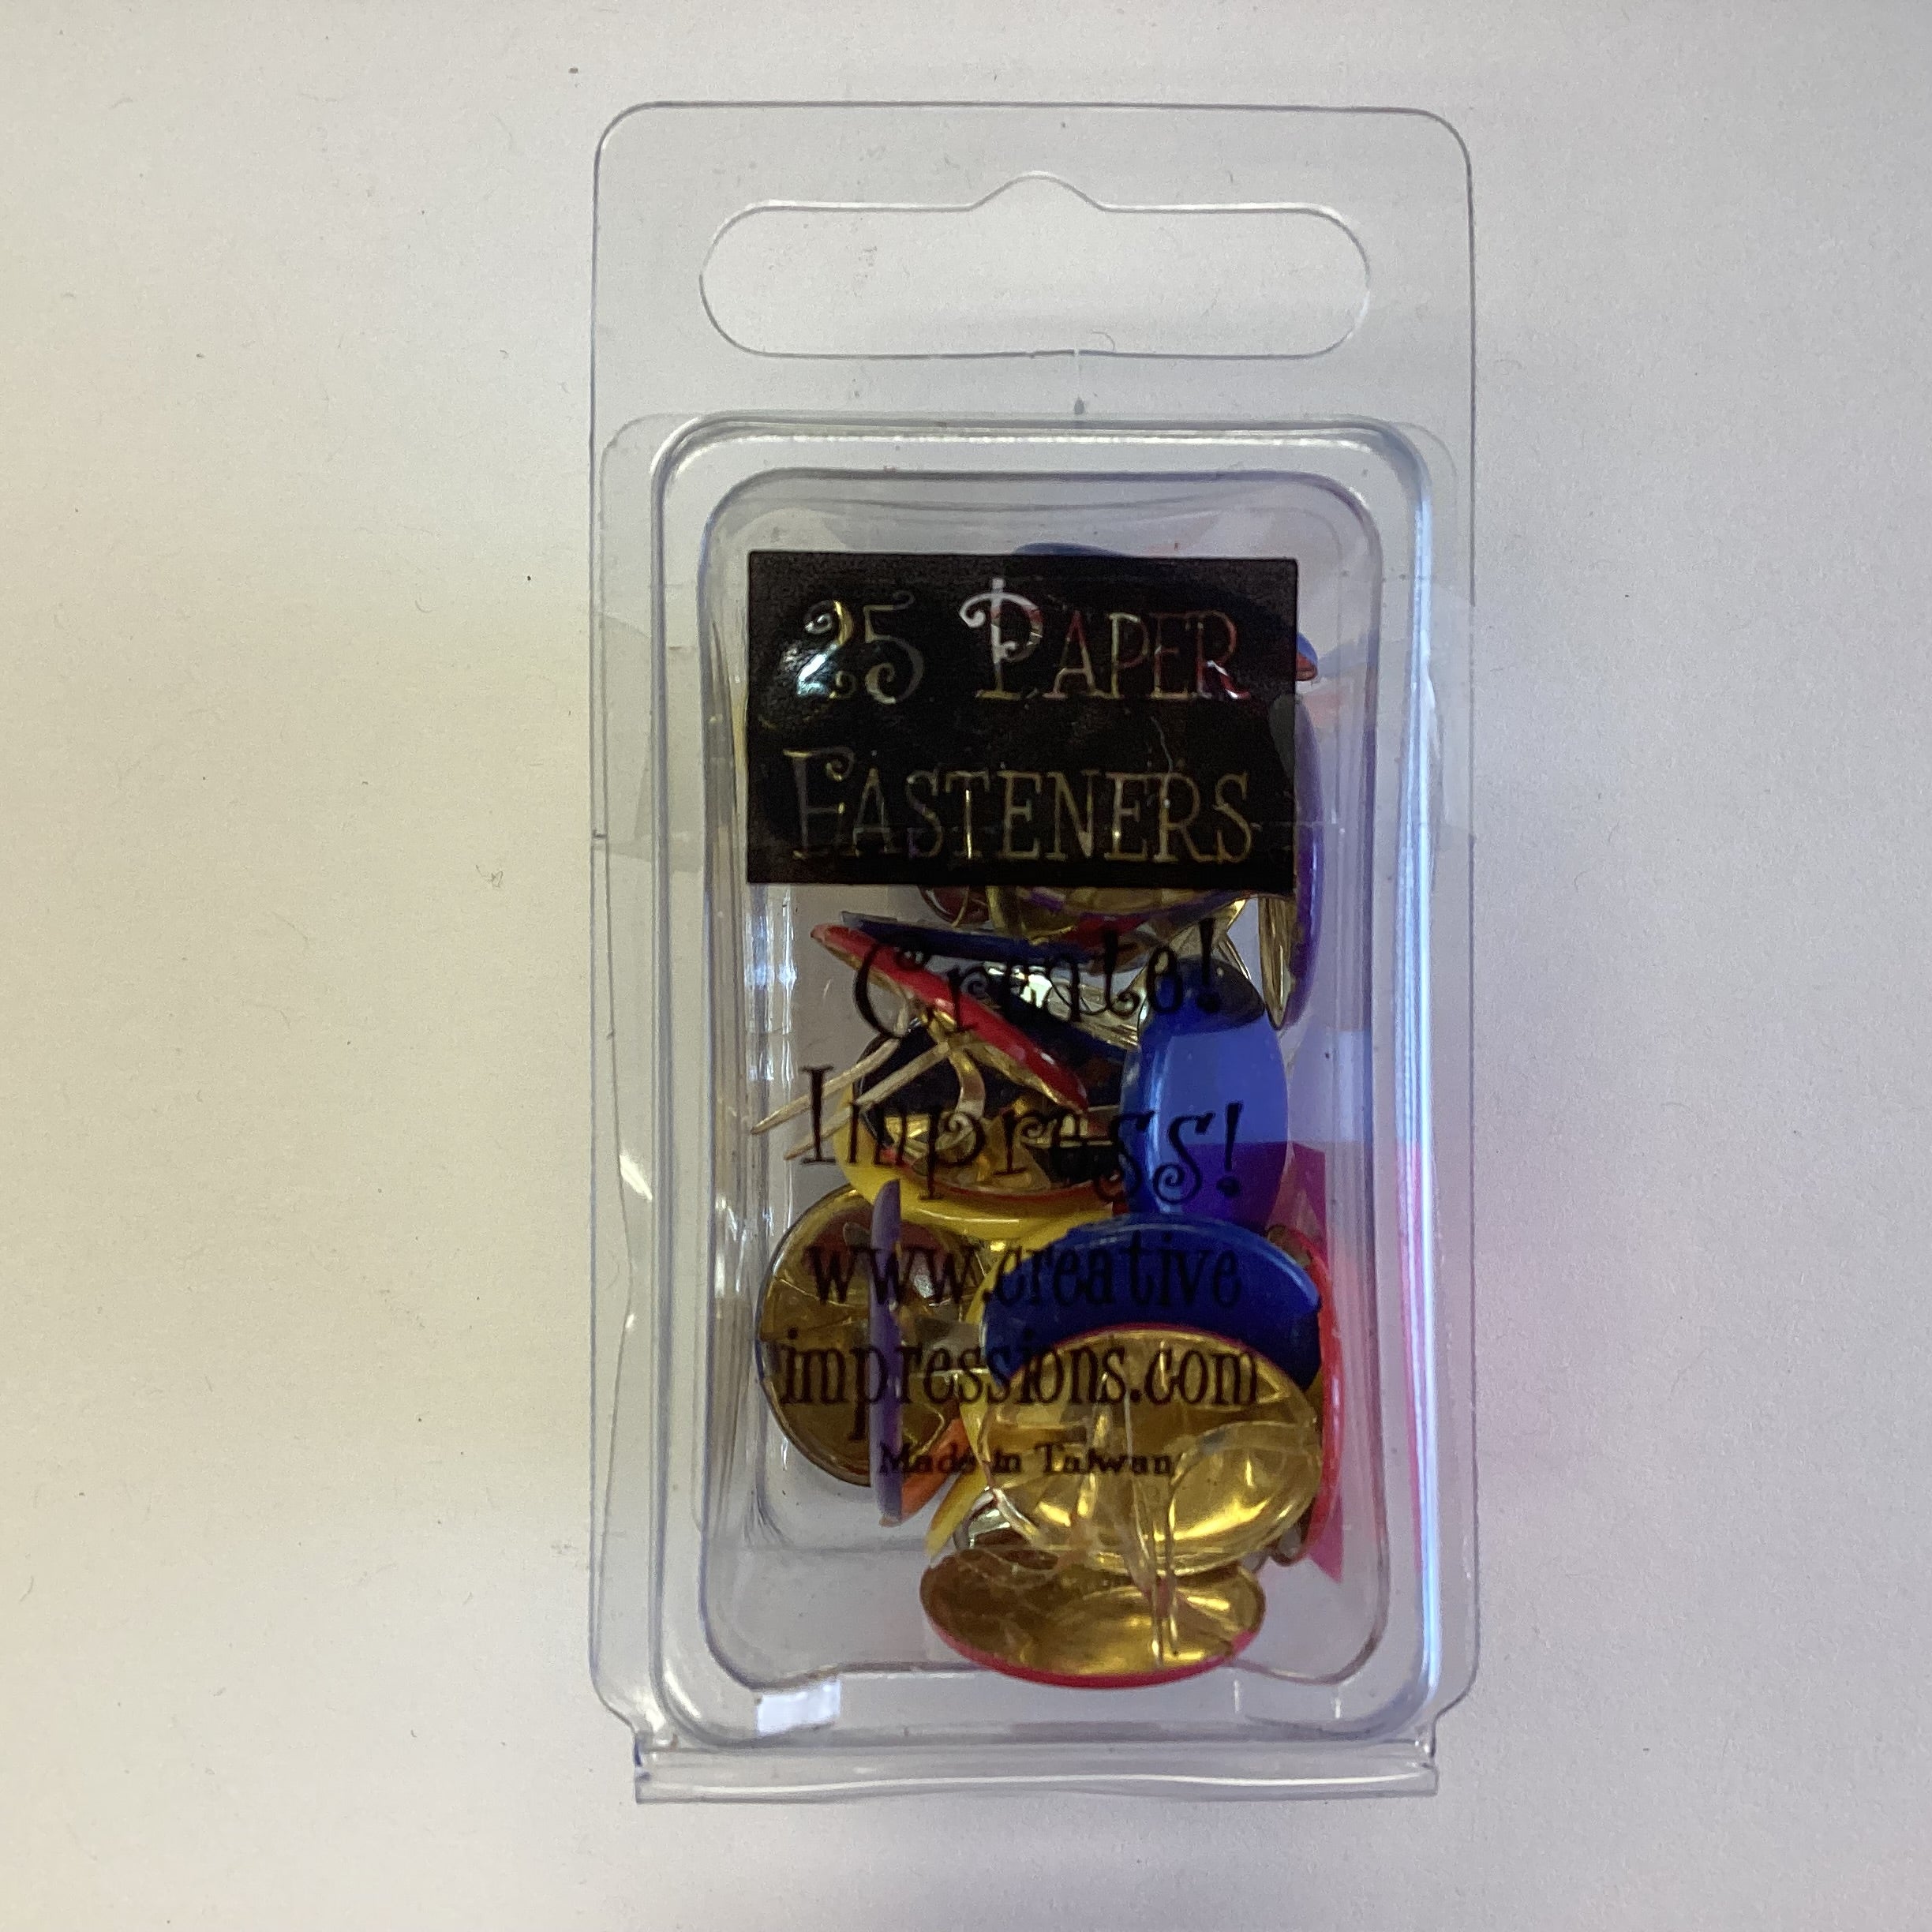 25 PAPER
FASTENERS
Create!
Impress!
www.creative
impressions.com
Made in Taiwan